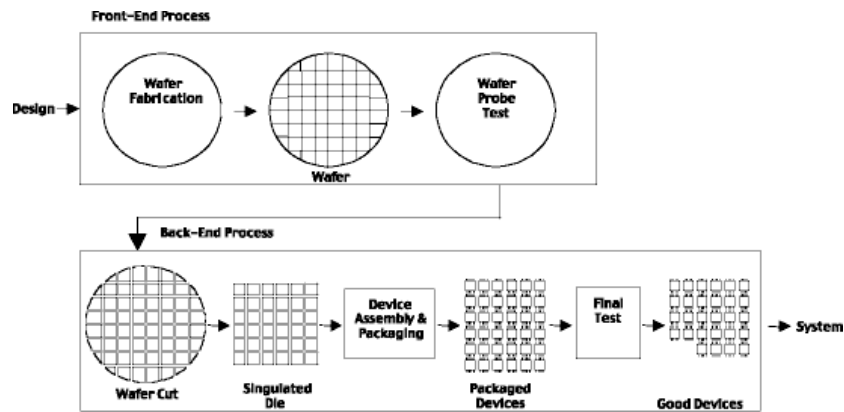 Front-End Process
Design
Wafer
Fabrication
Wafer
Wafer
Probe
Test
Back-End Process
Wafer Cut
Singulated
Die
Device
Assembly &
Packaging
Packaged
Devices
Final
Test
Good Devices
System